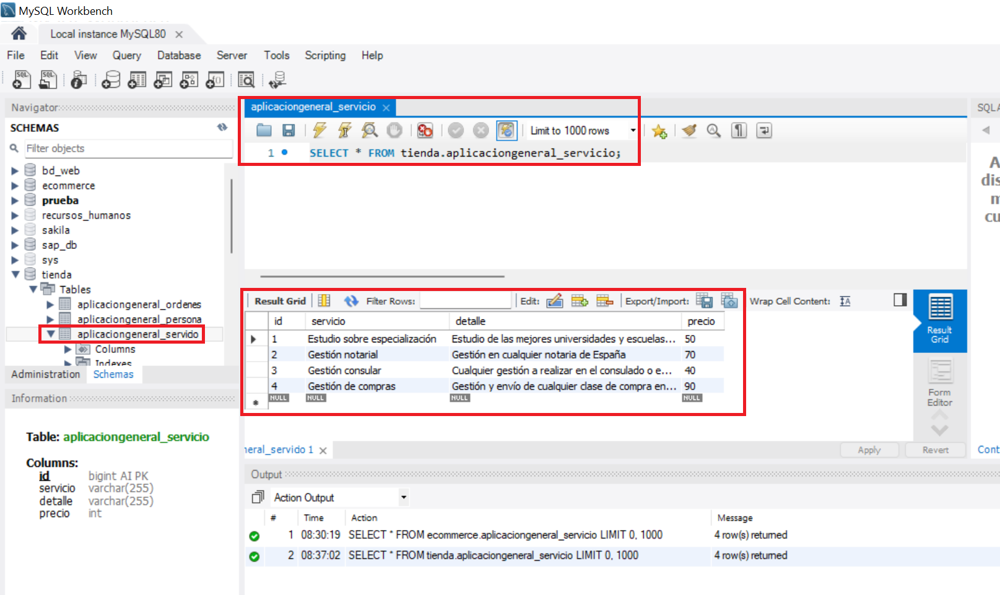 MySQL Workbench
Local instance MySQL80
File Edit View Query Database Server Tools Scripting Help
Navigator
SCHEMAS
Filter objects
bd_web
ecommerce
prueba
recursos_humanos
sakila
sap_db
sys
tienda
Tables
aplicaciongeneral_ordenes
aplicaciongeneral_persona
aplicaciongeneral_servicio
Columns
Indexes
Administration Schemas
Information
Table: aplicaciongeneral_servicio
Columns:
id bigint AI PK
servicio varchar(255)
detalle varchar(255)
precio int
aplicaciongeneral_servicio
Limit to 1000 rows
1 SELECT * FROM tienda.aplicaciongeneral_servicio;
Result Grid Filter Rows: Edit: Export/Import: Wrap Cell Content:
id servicio detalle precio
1 Estudio sobre especialización Estudio de las mejores universidades y escuelas... 50
2 Gestión notarial Gestión en cualquier notaria de España 70
3 Gestión consular Cualquier gestión a realizar en el consulado o e... 40
4 Gestión de compras Gestión y envío de cualquier clase de compra en... 90
NULL NULL NULL NULL
Result
Grid
Form
Editor
neral_servicio 1
Apply Revert
Output
Action Output
# Time Action Message
1 08:30:19 SELECT * FROM ecommerce.aplicaciongeneral_servicio LIMIT 0, 1000 4 row(s) returned
2 08:37:02 SELECT * FROM tienda.aplicaciongeneral_servicio LIMIT 0, 1000 4 row(s) returned
SQLA
A
dis
m
cu
Cont